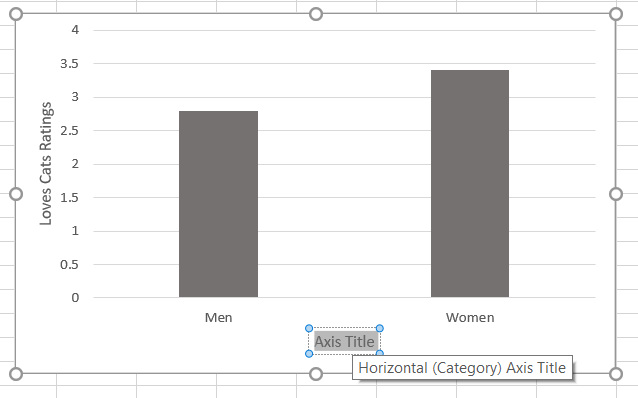 4
3.5
3
2.5
2
1.5
1
0.5
0
Loves Cats Ratings
Men Women
Axis Title
Horizontal (Category) Axis Title